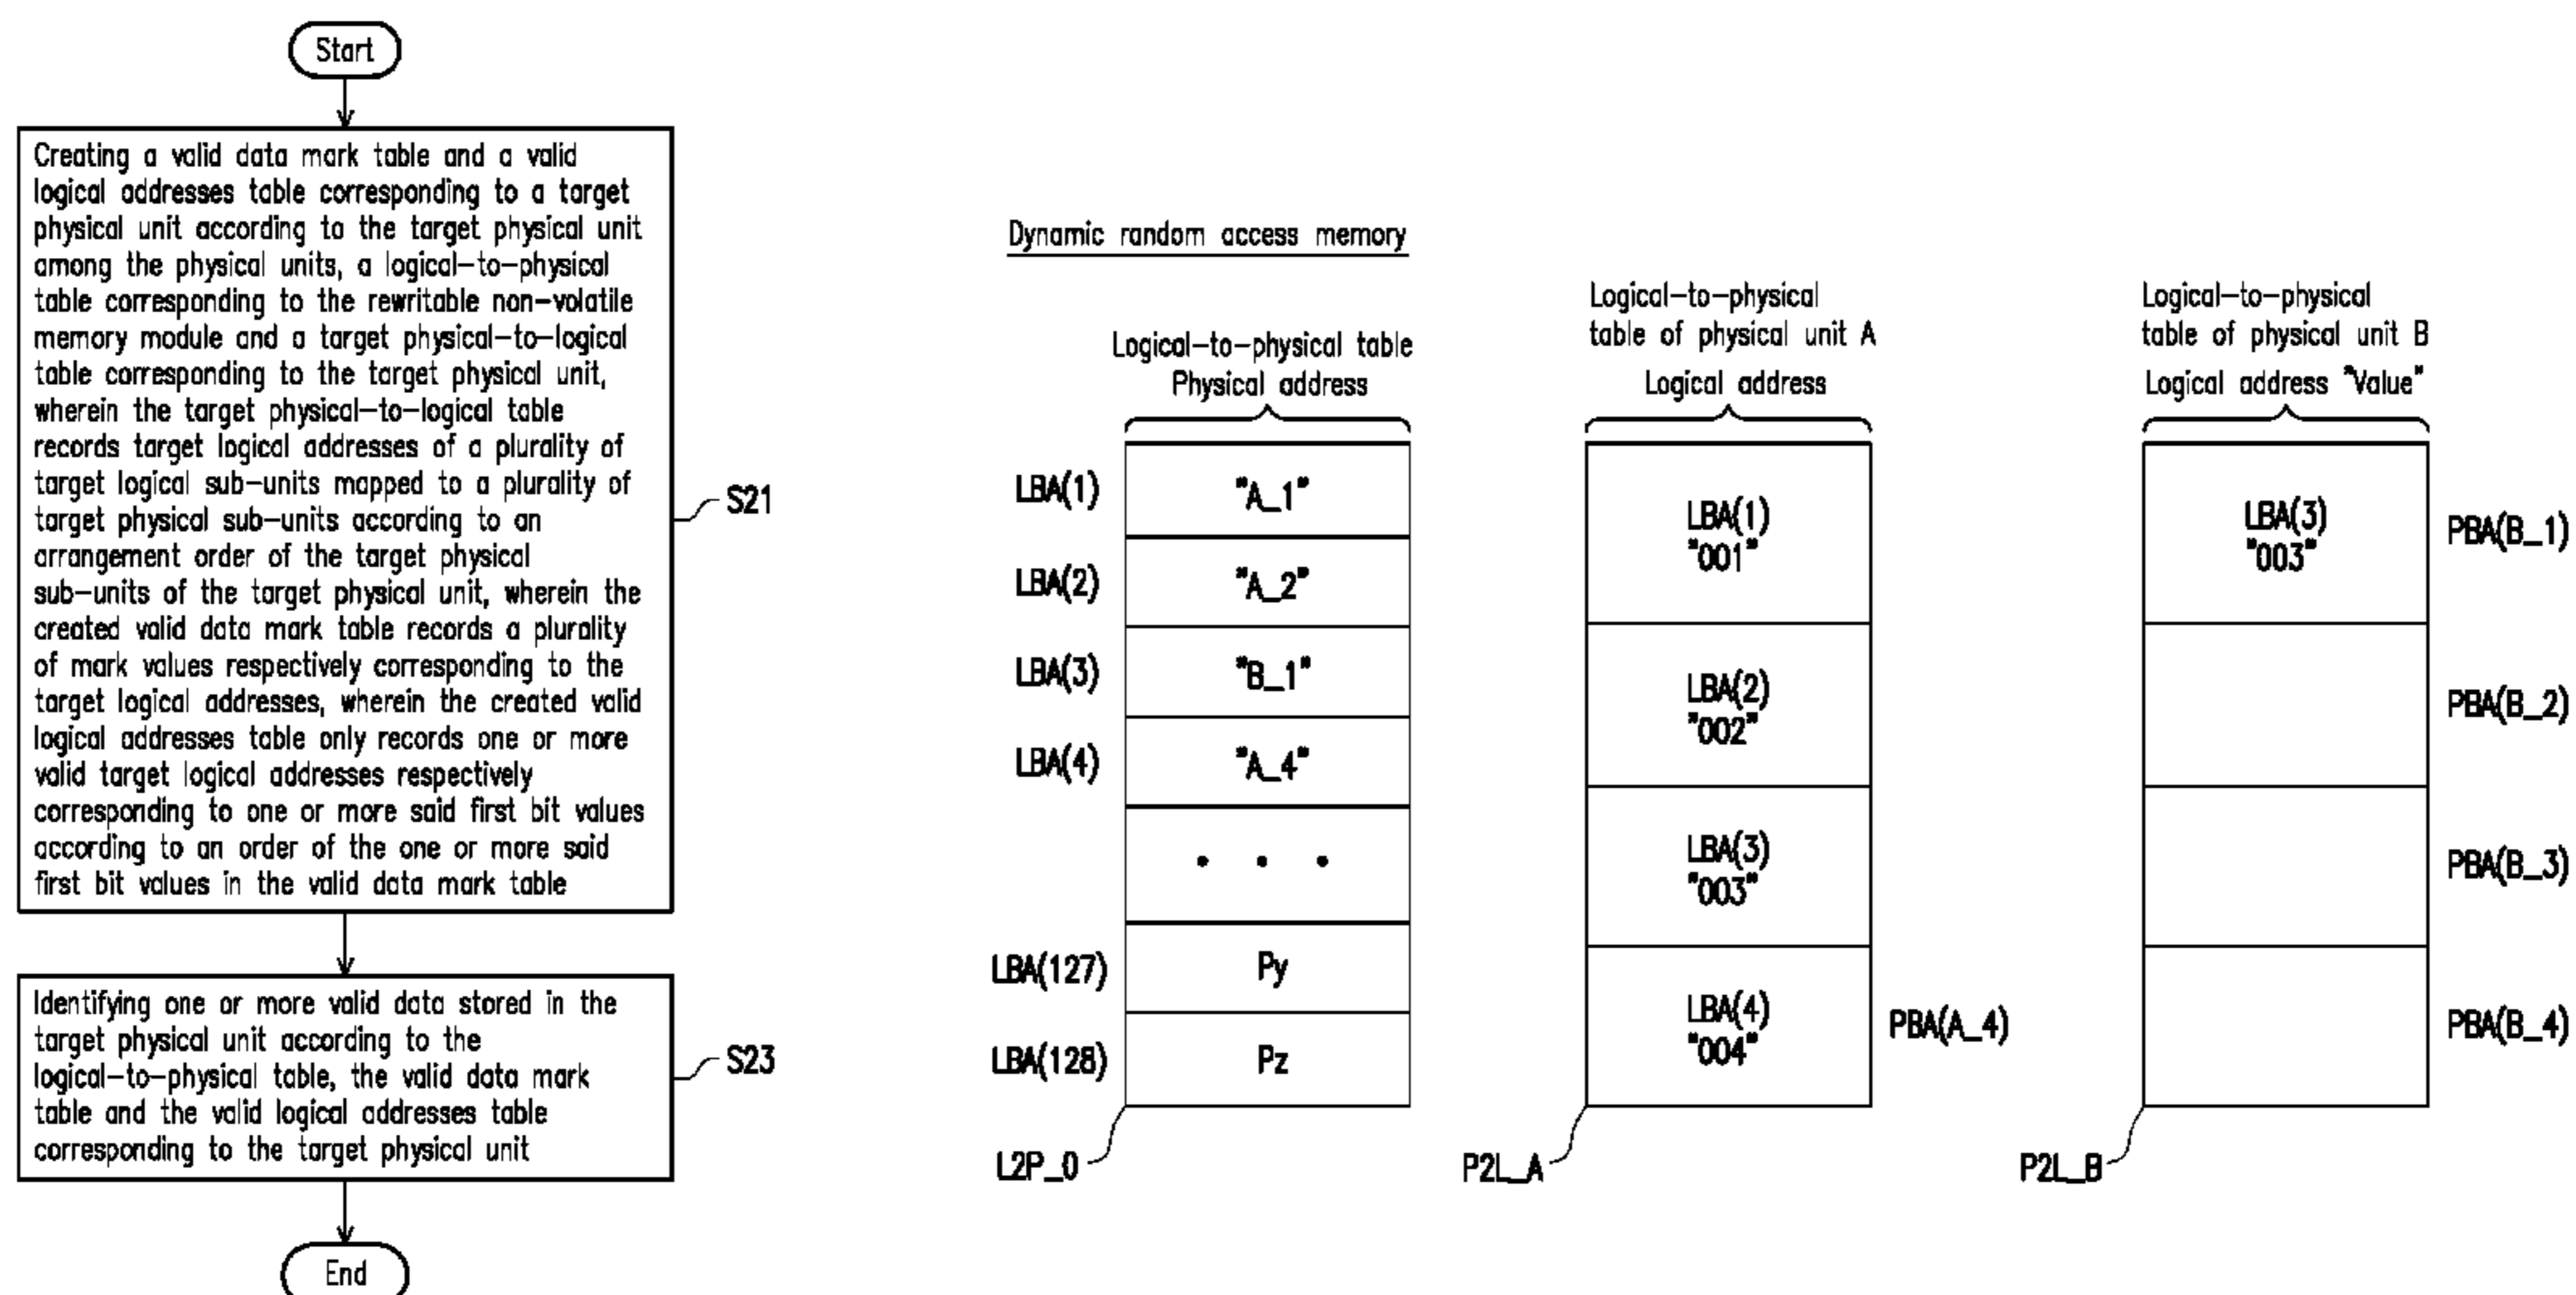 Start
Creating a valid data mark table and a valid
logical addresses table corresponding to a target
physical unit according to the target physical unit
among the physical units, a logical-to-physical
table corresponding to the rewritable non-volatile
memory module and a target physical-to-logical
table corresponding to the target physical unit,
wherein the target physical-to-logical table
records target logical addresses of a plurality of
target logical sub-units mapped to a plurality of
target physical sub-units according to an
arrangement order of the target physical
sub-units of the target physical unit, wherein the
created valid data mark table records a plurality
of mark values respectively corresponding to the
target logical addresses, wherein the created valid
logical addresses table only records one or more
valid target logical addresses respectively
corresponding to one or more said first bit values
according to an order of the one or more said
first bit values in the valid data mark table
S21
Identifying one or more valid data stored in the
target physical unit according to the
logical-to-physical table, the valid data mark
table and the valid logical addresses table
corresponding to the target physical unit
S23
End
Dynamic random access memory
Logical-to-physical table
Physical address
LBA(1)
"A_1"
LBA(2)
"A_2"
LBA(3)
"B_1"
LBA(4)
"A_4"
• • •
LBA(127)
Py
LBA(128)
Pz
L2P_0
Logical-to-physical
table of physical unit A
Logical address
LBA(1)
"001"
LBA(2)
"002"
LBA(3)
"003"
LBA(4)
"004"
PBA(A_4)
P2L_A
Logical-to-physical
table of physical unit B
Logical address "Value"
LBA(3)
"003"
PBA(B_1)
PBA(B_2)
PBA(B_3)
PBA(B_4)
P2L_B